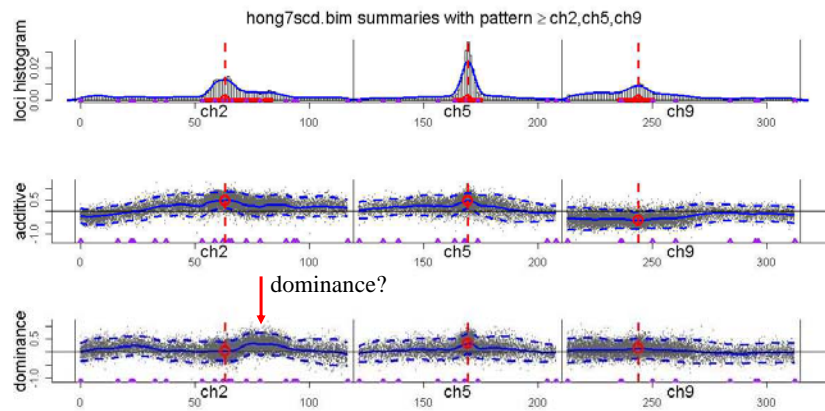 hong7scd.bim summaries with pattern ≥ ch2,ch5,ch9
loci histogram
0.00 0.02
0 50 100 150 200 250 300
ch2 ch5 ch9
additive
-1.0 0.5
0 50 100 150 200 250 300
ch2 ch5 ch9
dominance?
dominance
-1.0 0.5
0 50 100 150 200 250 300
ch2 ch5 ch9